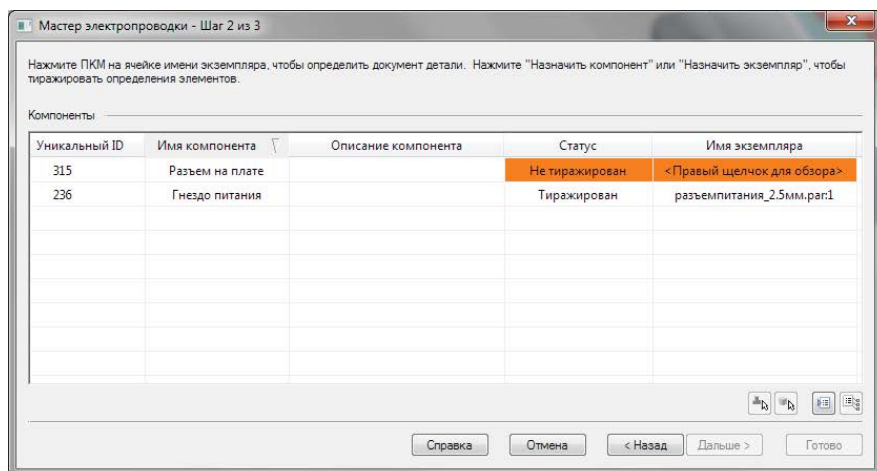 Мастер электропроводки - Шаг 2 из 3
Нажмите ПКМ на ячейке имени экземпляра, чтобы определить документ детали. Нажмите "Назначить компонент" или "Назначить экземпляр", чтобы
тиражировать определения элементов.
Компоненты
Уникальный ID Имя компонента Описание компонента Статус Имя экземпляра
315 Разъем на плате Не тиражирован <Правый щелчок для обзора>
236 Гнездо питания Тиражирован разъемпитания_2.5мм.par:1
Справка Отмена < Назад Дальше > Готово